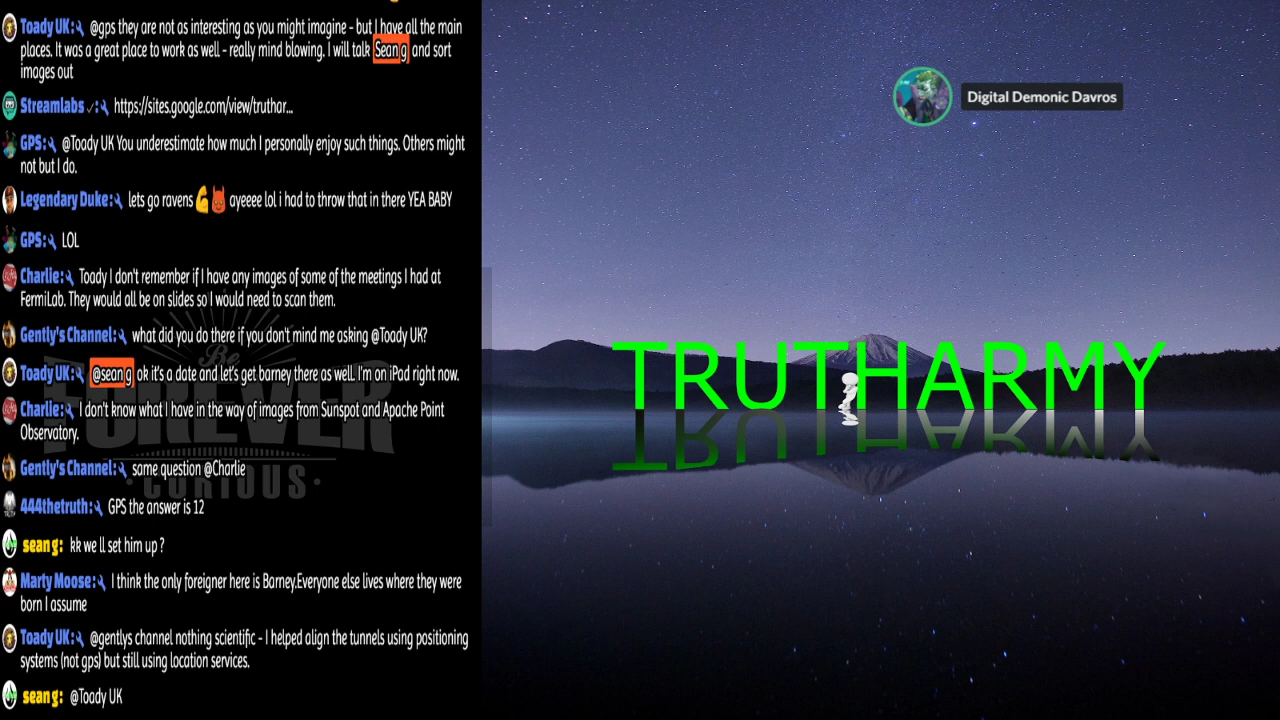 Toady UK: @gps they are not as interesting as you might imagine - but I have all the main
places. It was a great place to work as well - really mind blowing. I will talk Sean g and sort
images out
Streamlabs ✓: https://sites.google.com/view/truthar...
GPS: @Toady UK You underestimate how much I personally enjoy such things. Others might
not but I do.
Legendary Duke: lets go ravens 💪👹 ayeeee lol i had to throw that in there YEA BABY
GPS: LOL
Charlie: Toady I don't remember if I have any images of some of the meetings I had at
FermiLab. They would all be on slides so I would need to scan them.
Gently's Channel: what did you do there if you don't mind me asking @Toady UK?
Toady UK: @sean g ok it's a date and let's get barney there as well. I'm on iPad right now.
Charlie: I don't know what I have in the way of images from Sunspot and Apache Point
Observatory.
Gently's Channel: same question @Charlie
444thetruth: GPS the answer is 12
sean g: kk we ll set him up ?
Marty Moose: I think the only foreigner here is Barney.Everyone else lives where they were
born I assume
Toady UK: @gentlys channel nothing scientific - I helped align the tunnels using positioning
systems (not gps) but still using location services.
sean g: @Toady UK
Be
FOREVER
CURIOUS
Digital Demonic Davros
TRUTHARMY